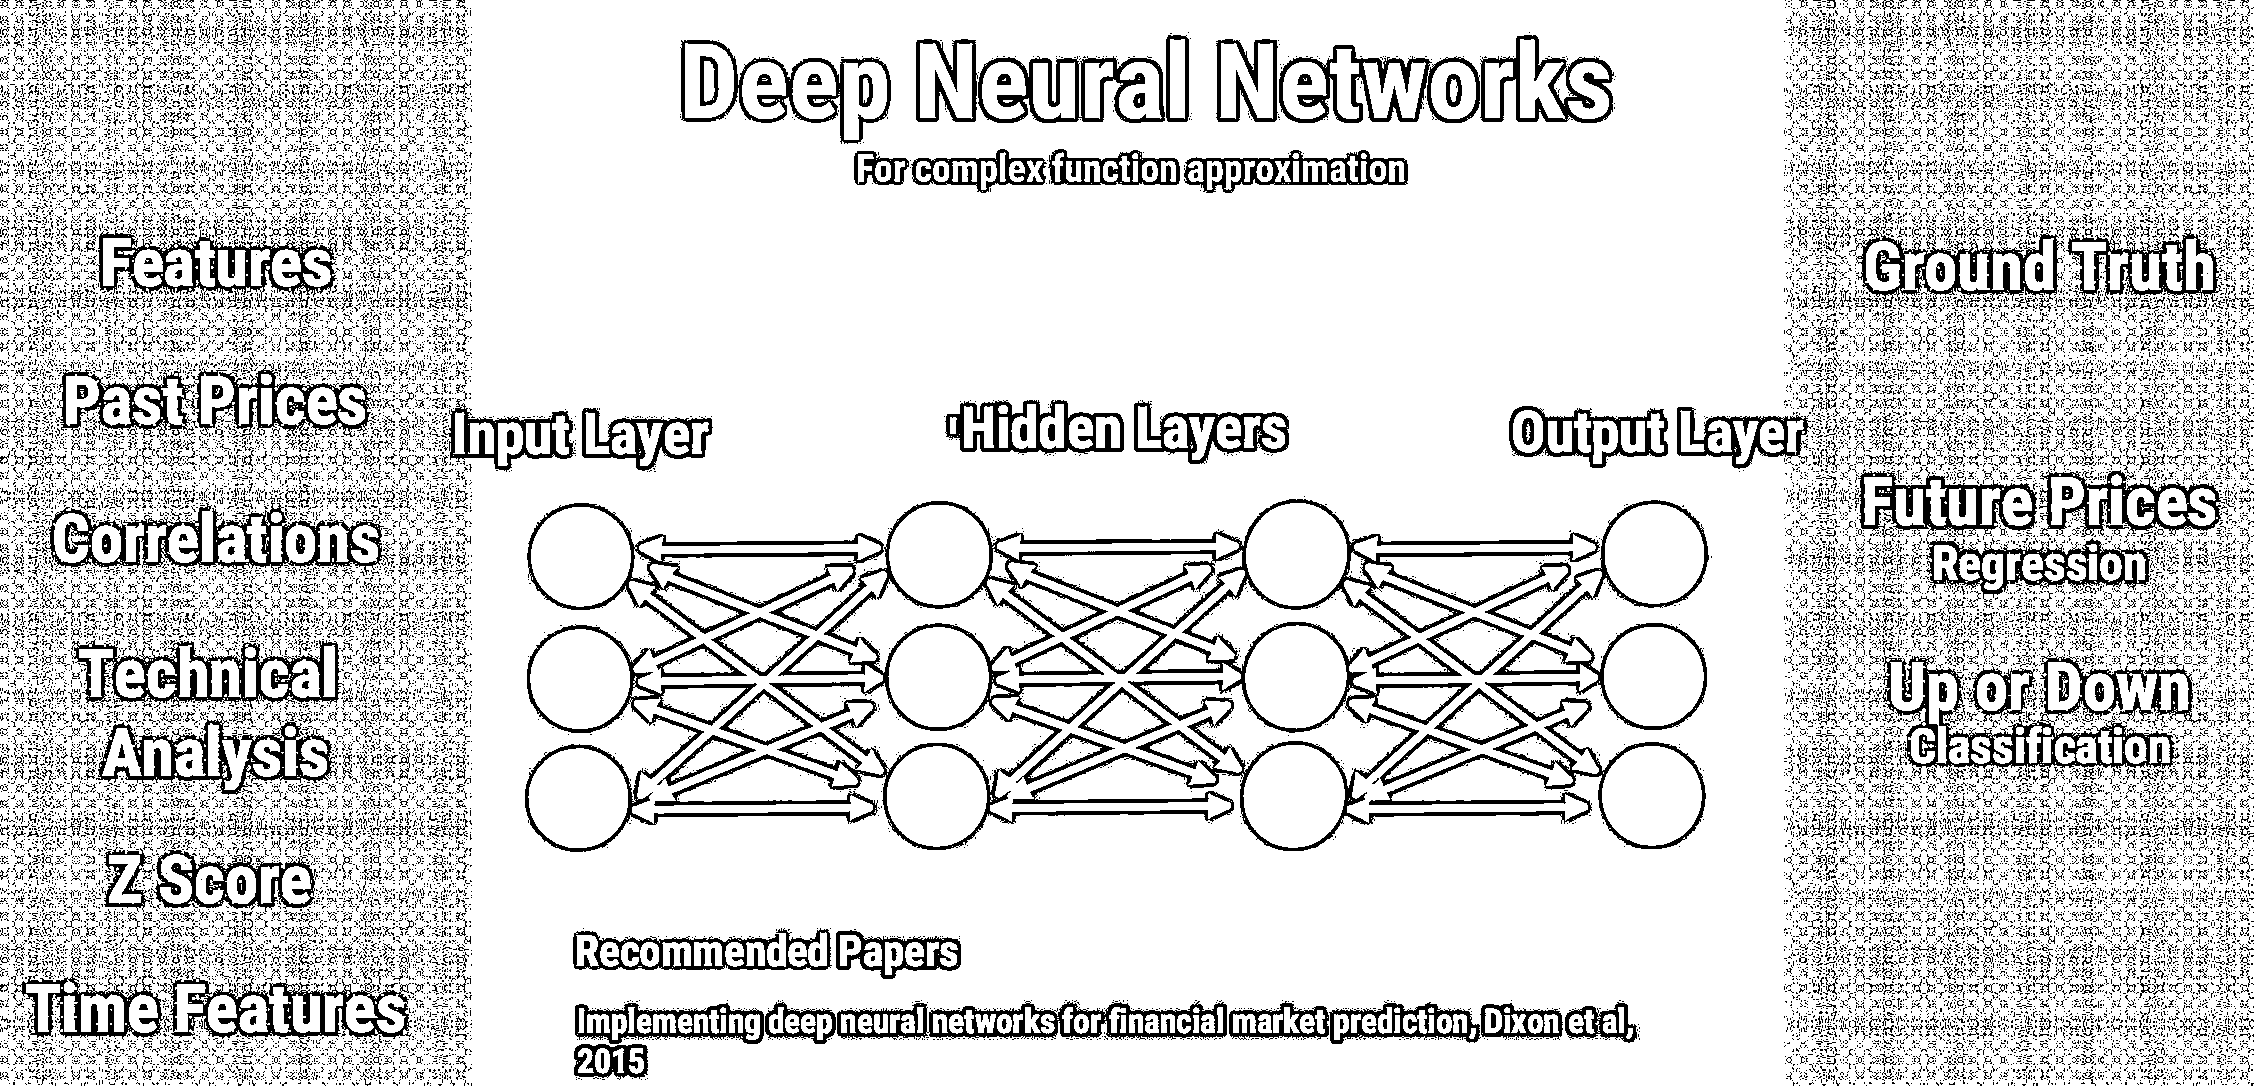 Deep Neural Networks
For complex function approximation
Features
Past Prices
Correlations
Technical
Analysis
Z Score
Time Features
Input Layer
Hidden Layers
Output Layer
Ground Truth
Future Prices
Regression
Up or Down
Classification
Recommended Papers
Implementing deep neural networks for financial market prediction, Dixon et al,
2015